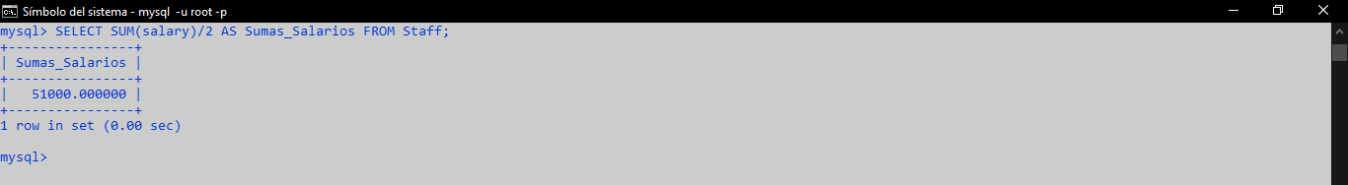 Símbolo del sistema - mysql -u root -p
mysql> SELECT SUM(salary)/2 AS Sumas_Salarios FROM Staff;
+----------------+
| Sumas_Salarios |
+----------------+
|   51000.000000 |
+----------------+
1 row in set (0.00 sec)
mysql>